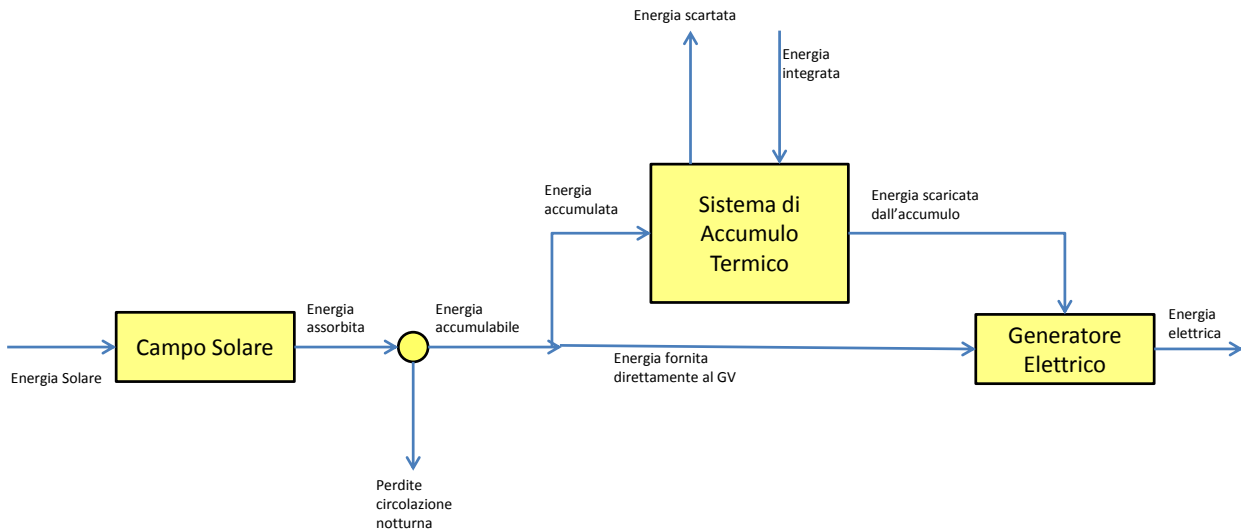 Energia scartata
Energia
integrata
Energia
accumulata
Sistema di
Accumulo
Termico
Energia scaricata
dall'accumulo
Energia Solare
Campo Solare
Energia
assorbita
Energia
accumulabile
Energia fornita
direttamente al GV
Generatore
Elettrico
Energia
elettrica
Perdite
circolazione
notturna